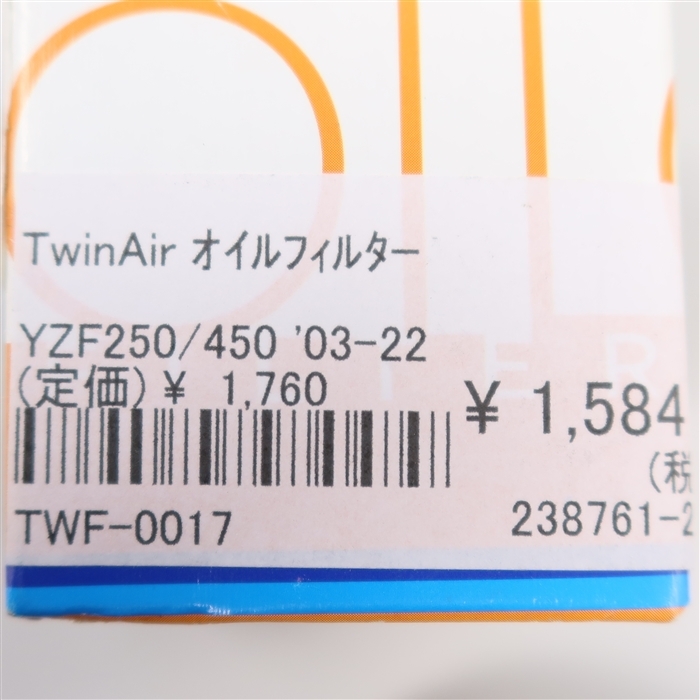 TwinAir オイルフィルター
YZF250/450 '03-22
(定価)¥ 1,760
¥ 1,584
(税
TWF-0017
238761-2